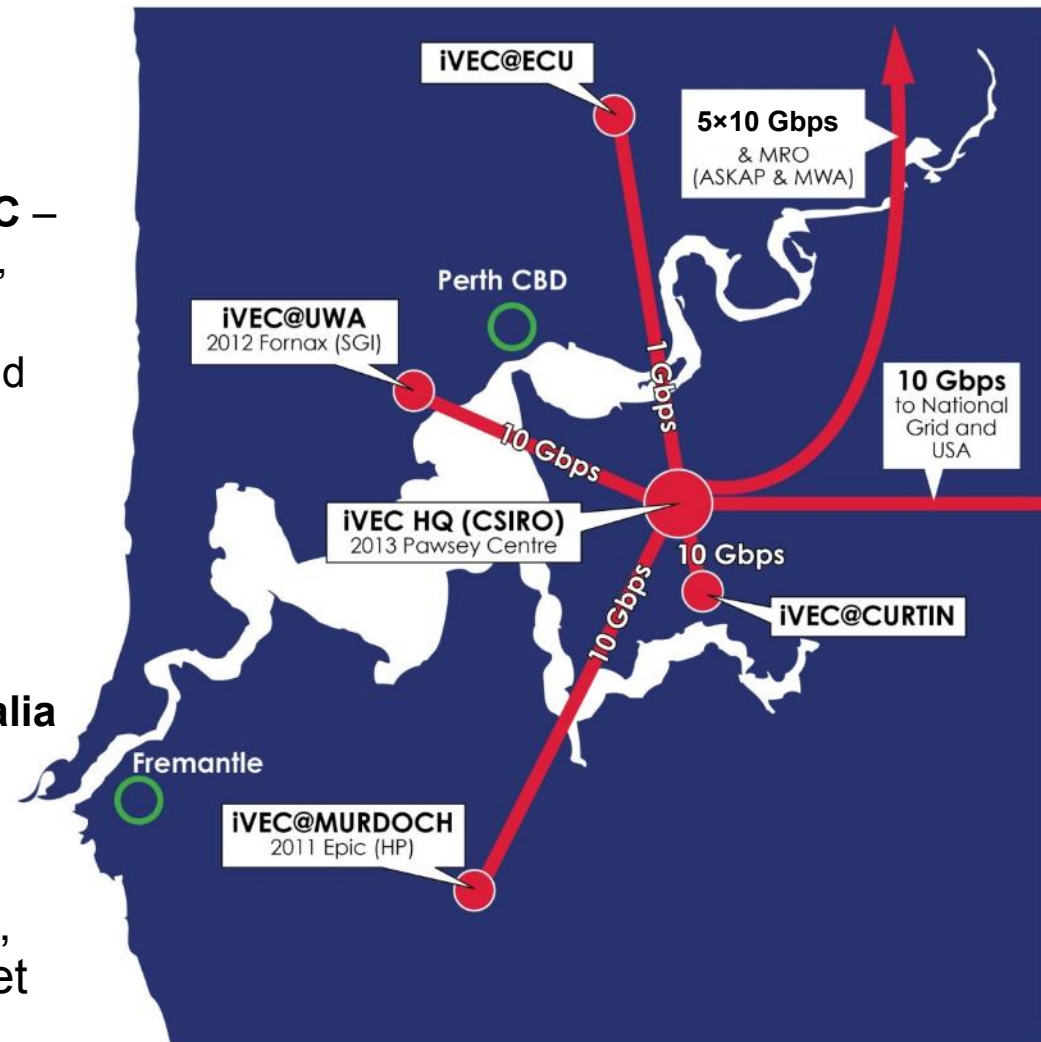 C –
,
d
alia
,
et
iVEC@ECU
5×10 Gbps
& MRO
(ASKAP & MWA)
Perth CBD
iVEC@UWA
2012 Fornax (SGI)
1 Gbps
10 Gbps
to National
Grid and
USA
10 Gbps
iVEC HQ (CSIRO)
2013 Pawsey Centre
10 Gbps
10 Gbps
iVEC@CURTIN
Fremantle
iVEC@MURDOCH
2011 Epic (HP)